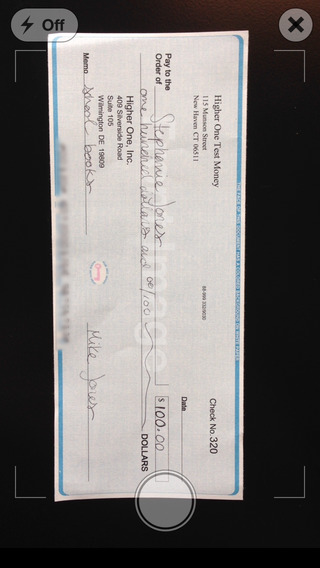 Off
Higher One Test Money
115 Munson Street
New Haven CT 06511
Check No. 320
Date
Pay to the
Order of Stephanie Jones $ 100.00
one hundred dollars and 00/100 DOLLARS
Higher One, Inc.
409 Silverside Road
Suite 105
Wilmington DE 19809
Memo school books Mike Jones